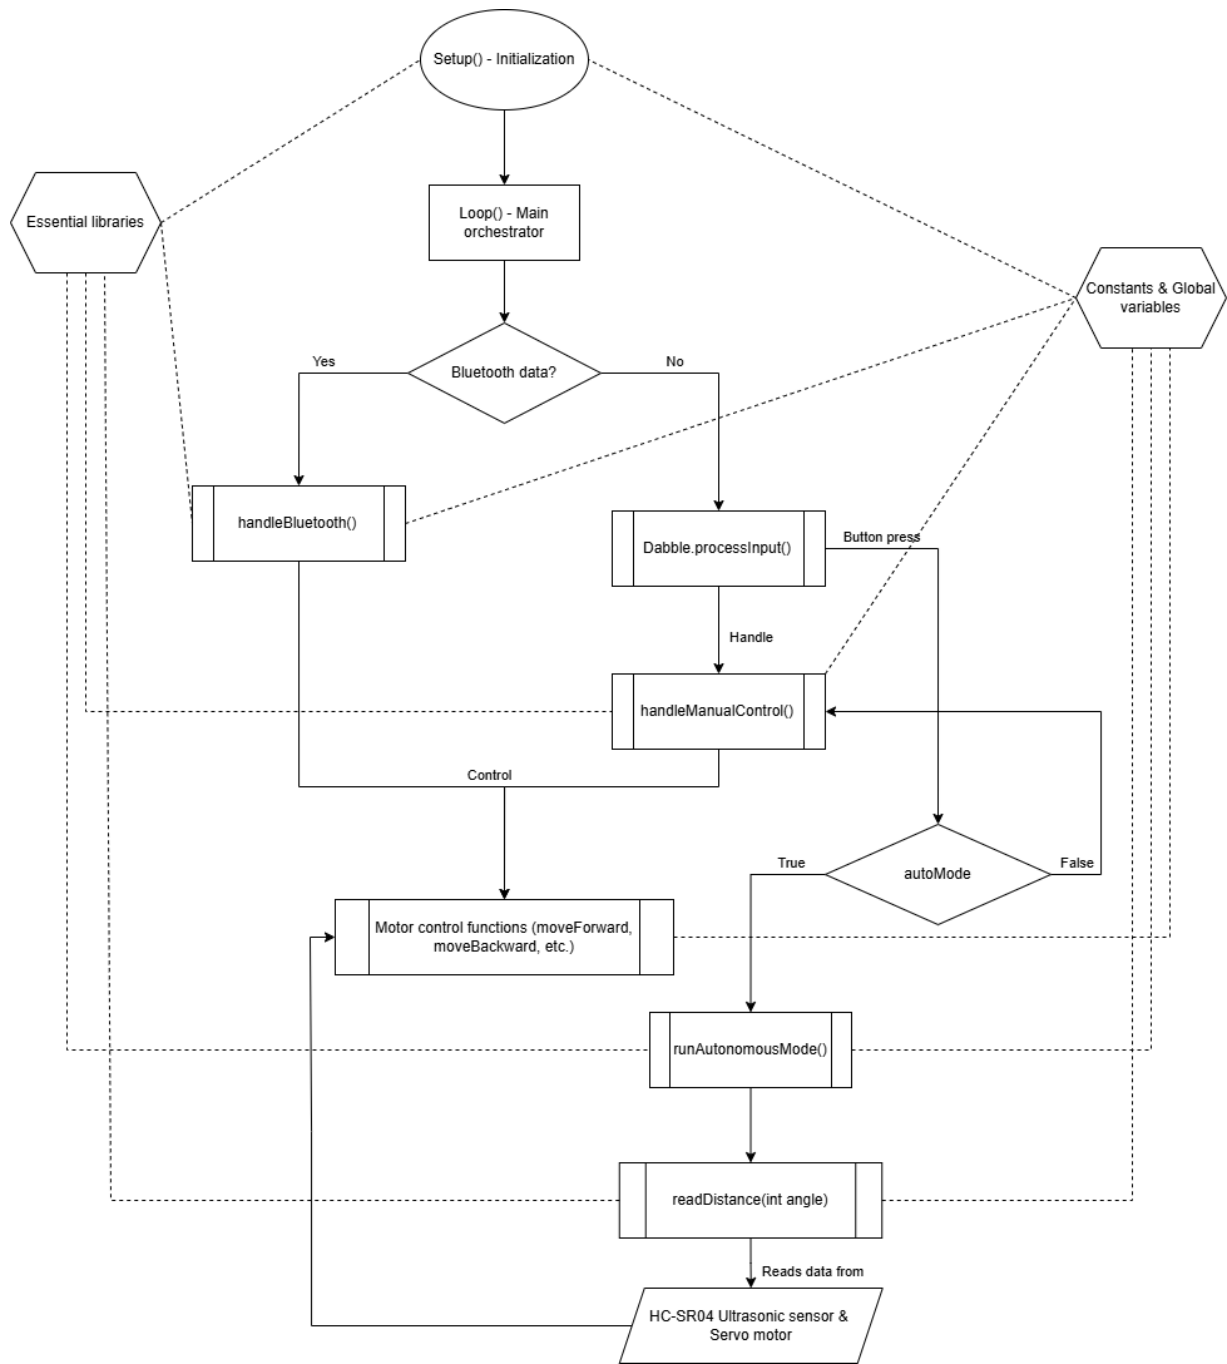 Setup() - Initialization
Essential libraries
Loop() - Main
orchestrator
Constants & Global
variables
Yes
Bluetooth data?
No
handleBluetooth()
Dabble.processInput()
Button press
Handle
handleManualControl()
Control
True
autoMode
False
Motor control functions (moveForward,
moveBackward, etc.)
runAutonomousMode()
readDistance(int angle)
Reads data from
HC-SR04 Ultrasonic sensor &
Servo motor